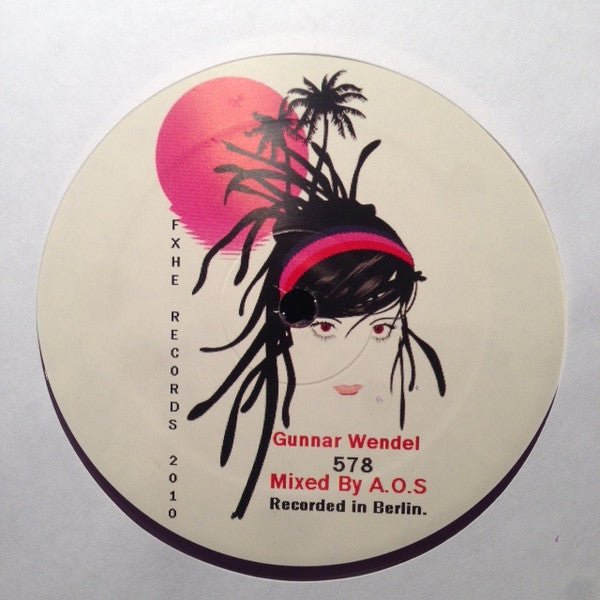 FXHE RECORDS 2010
Gunnar Wendel
578
Mixed By A.O.S
Recorded in Berlin.